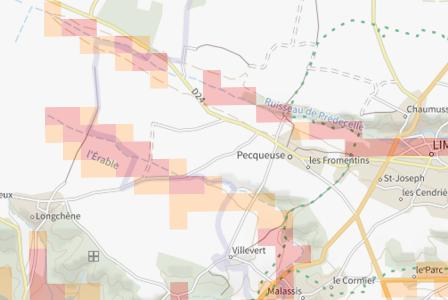 D24
Ruisseau de Prédecelle
Chaumuss
LIM
Pecqueuse
les Fromentins
l'Érable
St-Joseph
les Cendriè
eux
Longchêne
Villevert
le Parc
le Cormier
Malassis